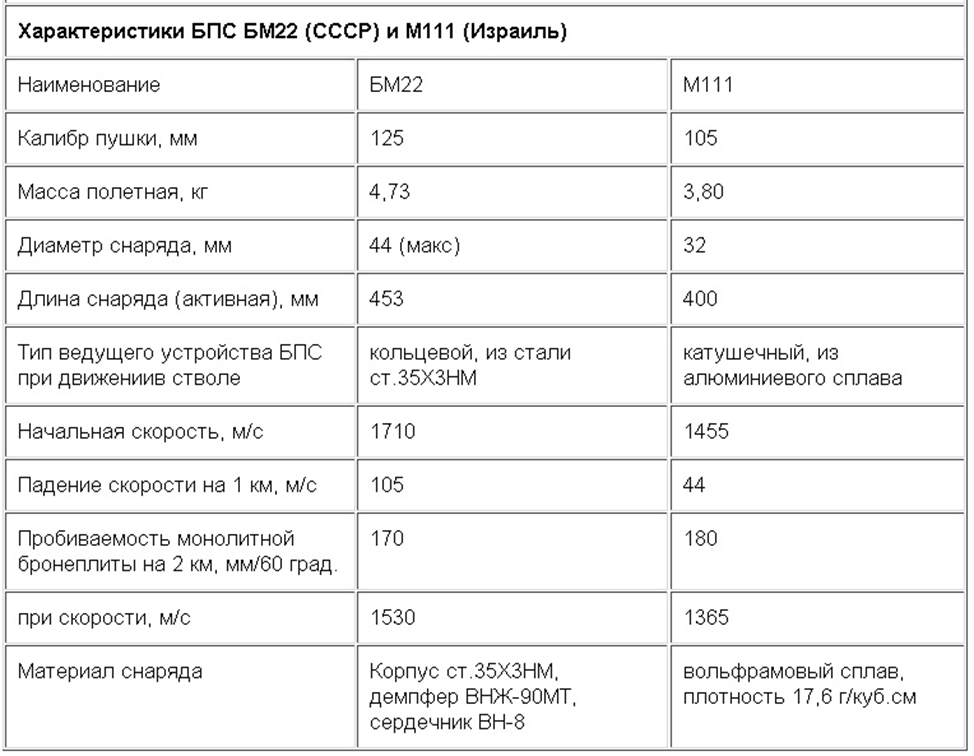 Характеристики БПС БМ22 (СССР) и М111 (Израиль)
Наименование БМ22 М111
Калибр пушки, мм 125 105
Масса полетная, кг 4,73 3,80
Диаметр снаряда, мм 44 (макс) 32
Длина снаряда (активная), мм 453 400
Тип ведущего устройства БПС кольцевой, из стали катушечный, из
при движениив стволе ст.35Х3НМ алюминиевого сплава
Начальная скорость, м/с 1710 1455
Падение скорости на 1 км, м/с 105 44
Пробиваемость монолитной 170 180
бронеплиты на 2 км, мм/60 град.
при скорости, м/с 1530 1365
Материал снаряда Корпус ст.35Х3НМ, вольфрамовый сплав,
демпфер ВНЖ-90МТ, плотность 17,6 г/куб.см
сердечник ВН-8